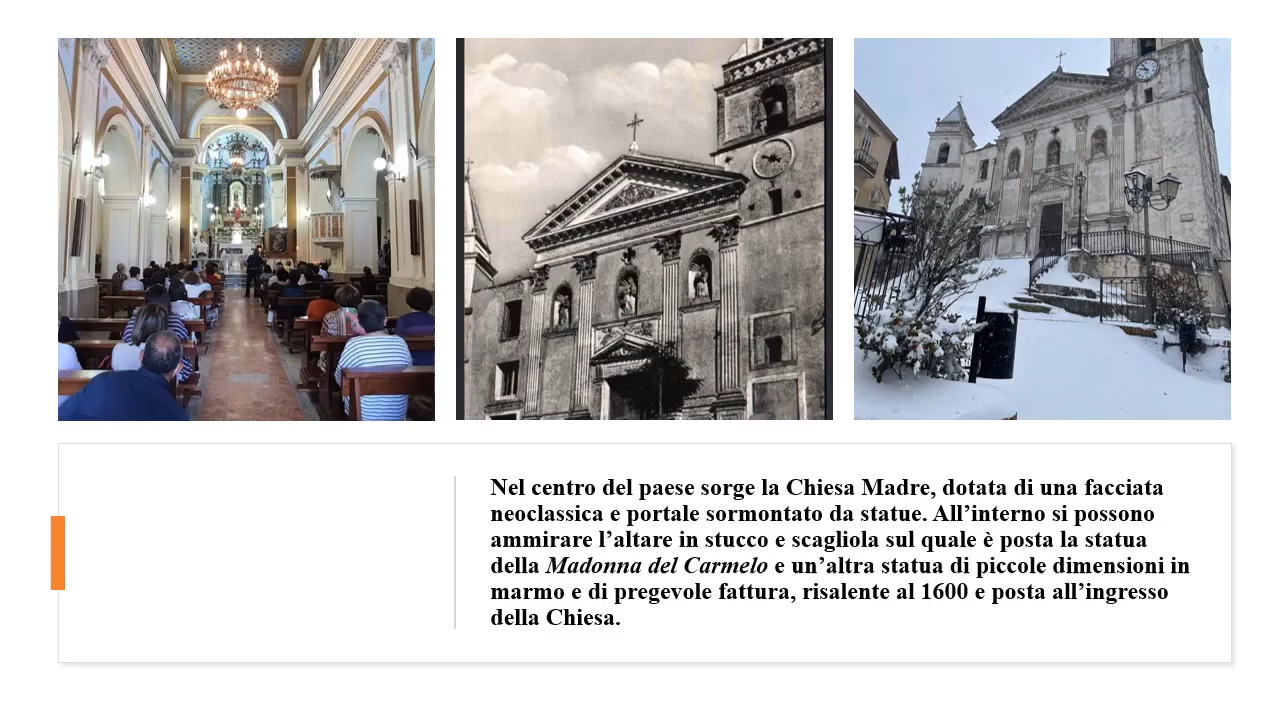 Nel centro del paese sorge la Chiesa Madre, dotata di una facciata
neoclassica e portale sormontato da statue. All’interno si possono
ammirare l’altare in stucco e scagliola sul quale è posta la statua
della Madonna del Carmelo e un’altra statua di piccole dimensioni in
marmo e di pregevole fattura, risalente al 1600 e posta all’ingresso
della Chiesa.